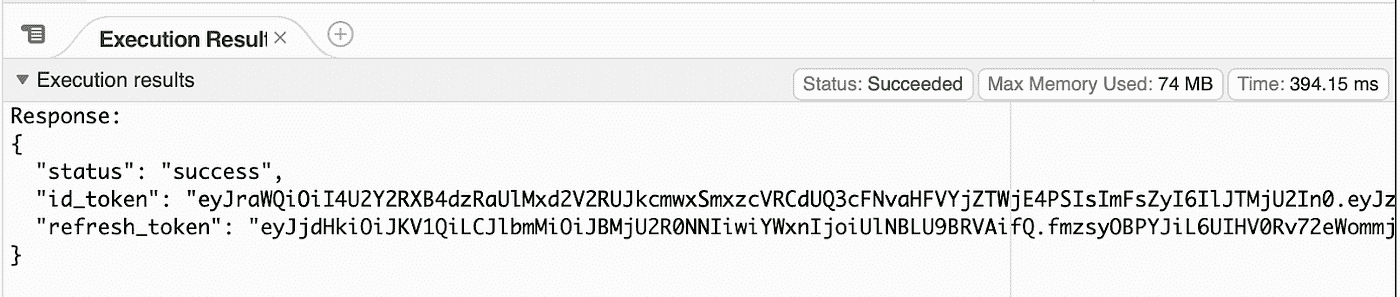 Execution Result
Execution results
Status: Succeeded
Max Memory Used: 74 MB
Time: 394.15 ms
Response:
{
"status": "success",
"id_token": "eyJraWQiOiI4U2Y2RXB4dzRaUlMxd2V2RUJkcmwxSmxzcVRCdUQ3cFNvaHFVYjZTWjE4PSIsImFsZyI6IlJTMjU2In0.eyJz
"refresh_token": "eyJjdHkiOiJKV1QiLCJlbmMiOiJBMjU2R0NNIiwiYWxnIjoiUlNBLU9BRVAifQ.fmzsyOBPYJiL6UIHV0Rv72eWommj
}